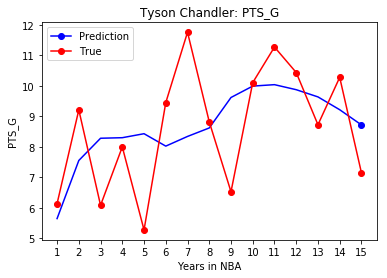 Tyson Chandler: PTS_G
Prediction
True
12
11
10
9
8
7
6
5
PTS_G
1 2 3 4 5 6 7 8 9 10 11 12 13 14 15
Years in NBA